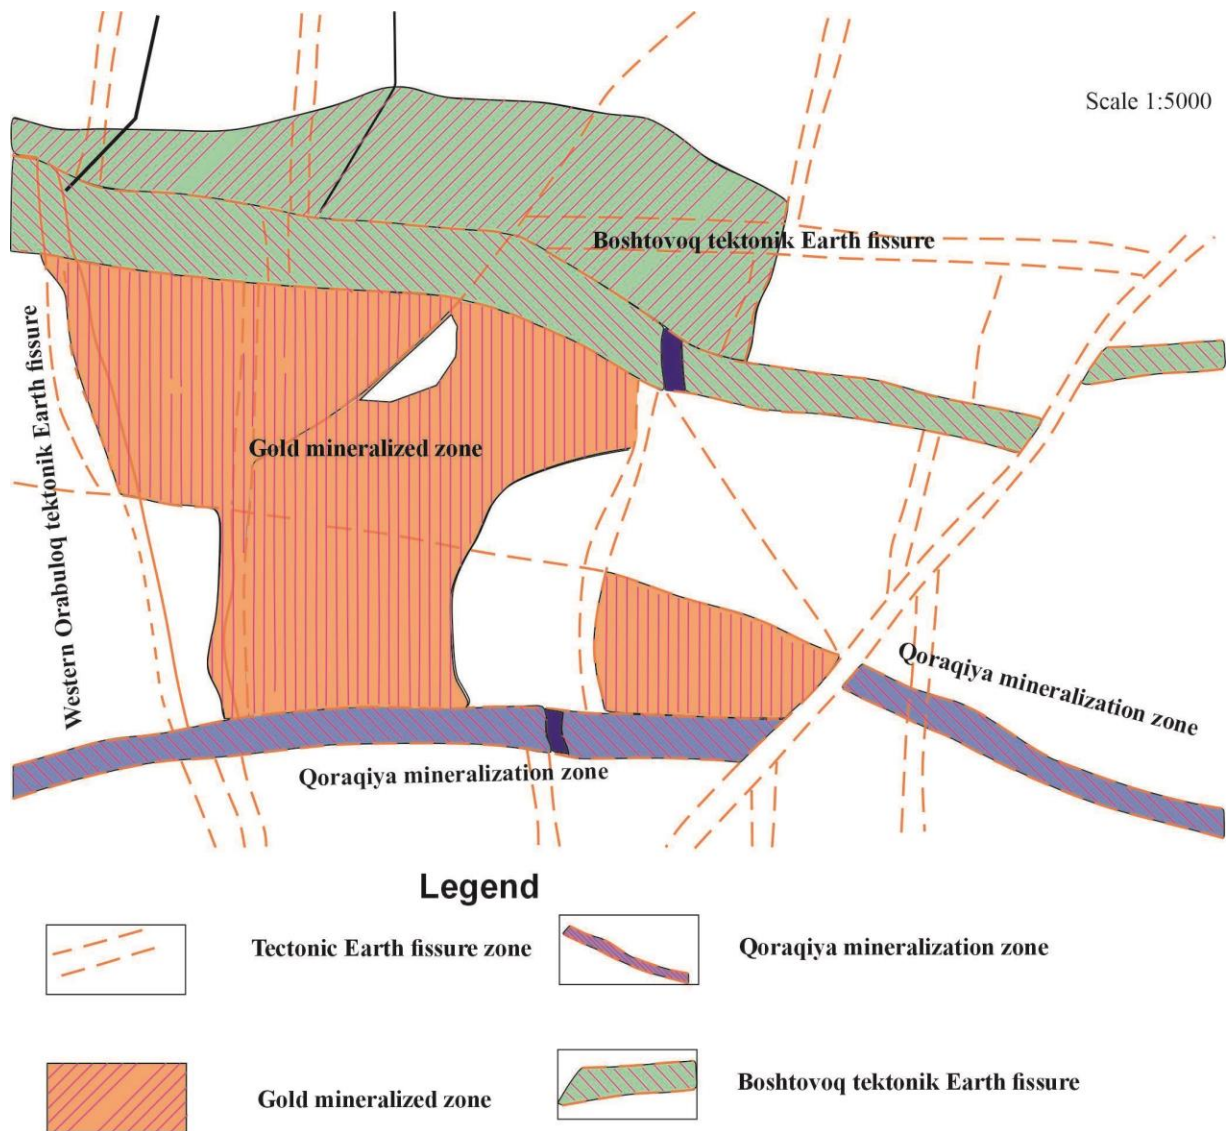 Scale 1:5000
Boshtovoq tektonik Earth fissure
Western Orabuloq tektonik Earth fissure
Gold mineralized zone
Qoraqiya mineralization zone
Qoraqiya mineralization zone
Legend
Tectonic Earth fissure zone
Qoraqiya mineralization zone
Gold mineralized zone
Boshtovoq tektonik Earth fissure